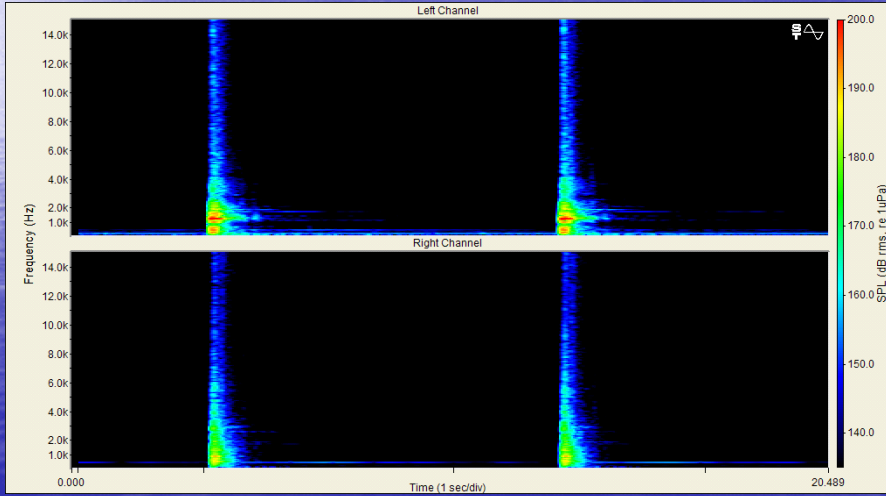 Left Channel
200.0
14.0k
12.0k
10.0k
8.0k
6.0k
4.0k
2.0k
1.0k
190.0
180.0
170.0
160.0
150.0
140.0
ST
Frequency (Hz)
SPL (dB rms, re 1uPa)
Right Channel
14.0k
12.0k
10.0k
8.0k
6.0k
4.0k
2.0k
1.0k
0.000
Time (1 sec/div)
20.489